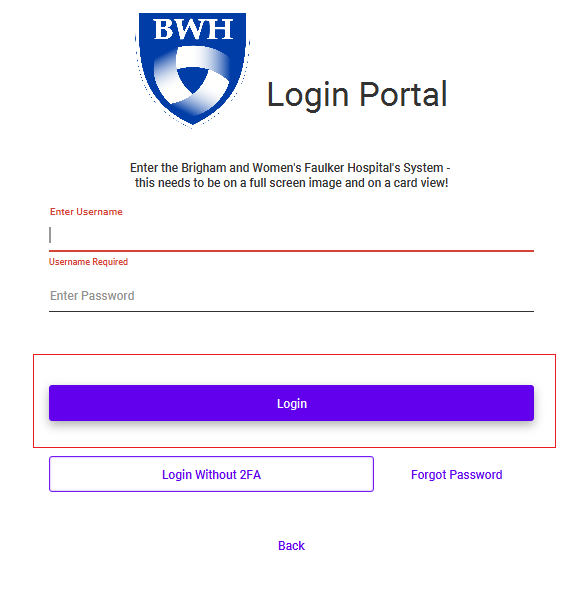 BWH
Login Portal
Enter the Brigham and Women's Faulker Hospital's System -
this needs to be on a full screen image and on a card view!
Enter Username
Username Required
Enter Password
Login
Login Without 2FA
Forgot Password
Back